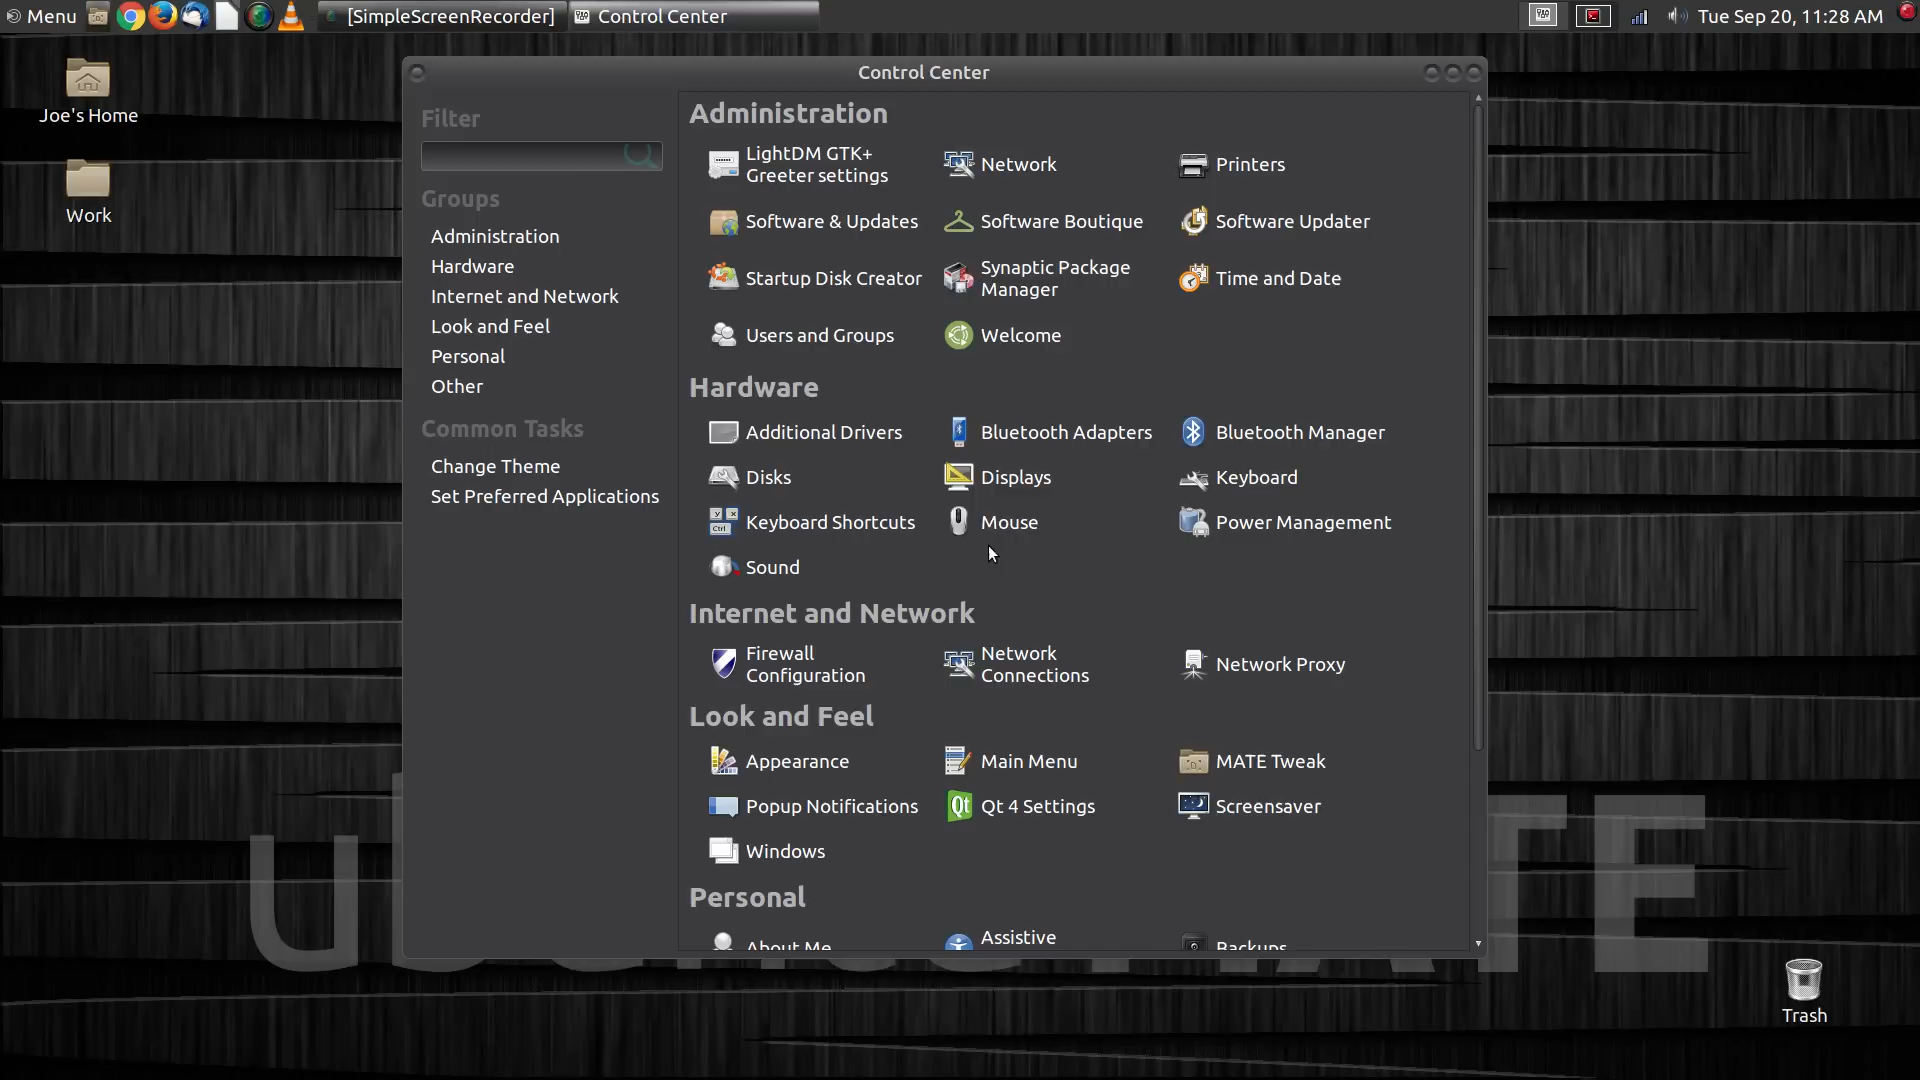 Menu
[SimpleScreenRecorder]
Control Center
Tue Sep 20, 11:28 AM
Joe's Home
Work
Control Center
Filter
Groups
Administration
Hardware
Internet and Network
Look and Feel
Personal
Other
Common Tasks
Change Theme
Set Preferred Applications
Administration
LightDM GTK+
Greeter settings
Network
Printers
Software & Updates
Software Boutique
Software Updater
Startup Disk Creator
Synaptic Package
Manager
Time and Date
Users and Groups
Welcome
Hardware
Additional Drivers
Bluetooth Adapters
Bluetooth Manager
Disks
Displays
Keyboard
Keyboard Shortcuts
Mouse
Power Management
Sound
Internet and Network
Firewall
Configuration
Network
Connections
Network Proxy
Look and Feel
Appearance
Main Menu
MATE Tweak
Popup Notifications
Qt 4 Settings
Screensaver
Windows
Personal
About Me
Assistive
Backups
Trash